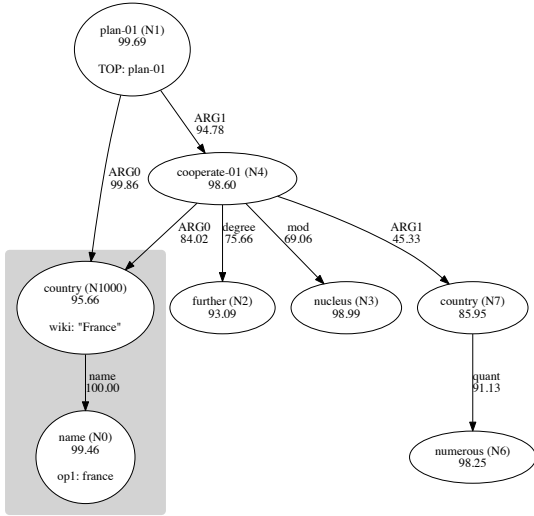 plan-01 (N1)
99.69
TOP: plan-01
ARG1
94.78
ARG0
99.86
cooperate-01 (N4)
98.60
ARG0
84.02
degree
75.66
mod
69.06
ARG1
45.33
country (N1000)
95.66
wiki: "France"
further (N2)
93.09
nucleus (N3)
98.99
country (N7)
85.95
name
100.00
quant
91.13
name (N0)
99.46
op1: france
numerous (N6)
98.25